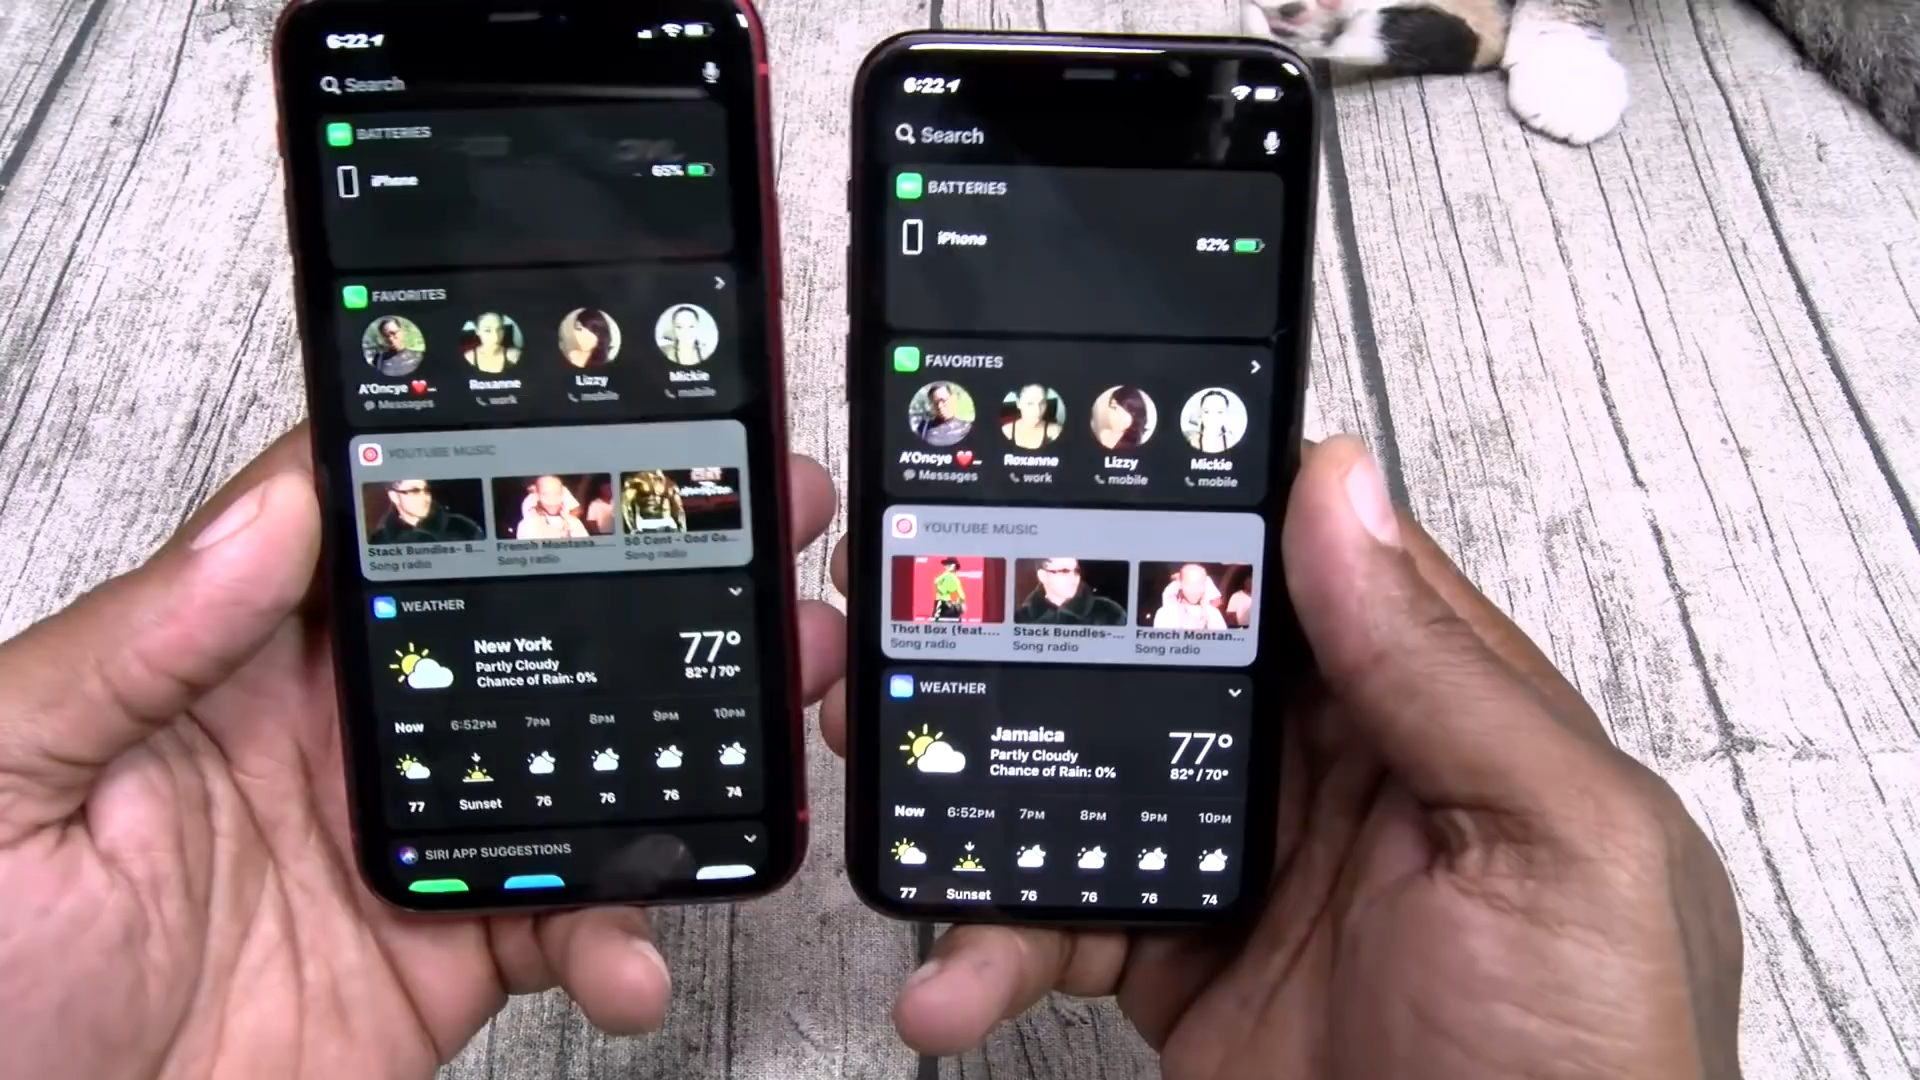 6:22
Search
BATTERIES
iPhone
65%
FAVORITES
A'Oncye ❤️...
Roxanne
Lizzy
Mickie
Messages
work
mobile
mobile
YOUTUBE MUSIC
Stack Bundles- B...
French Montana...
50 Cent - God Ga...
Song radio
Song radio
Song radio
WEATHER
New York
77°
Partly Cloudy
82° / 70°
Chance of Rain: 0%
Now 6:52PM 7PM 8PM 9PM 10PM
77 Sunset 76 76 76 74
SIRI APP SUGGESTIONS
6:22
Search
BATTERIES
iPhone
82%
FAVORITES
A'Oncye ❤️...
Roxanne
Lizzy
Mickie
Messages
work
mobile
mobile
YOUTUBE MUSIC
Thot Box (feat....
Stack Bundles-...
French Montan...
Song radio
Song radio
Song radio
WEATHER
Jamaica
77°
Partly Cloudy
82° / 70°
Chance of Rain: 0%
Now 6:52PM 7PM 8PM 9PM 10PM
77 Sunset 76 76 76 74